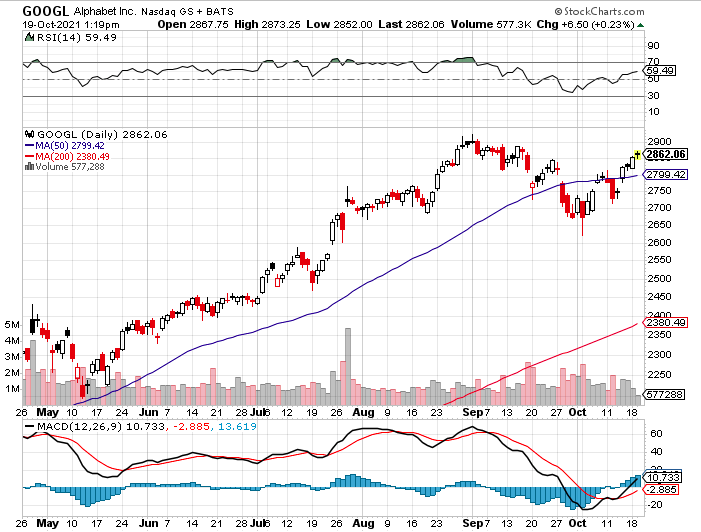 GOOGL Alphabet Inc. Nasdaq GS + BATS © StockCharts.com
19-Oct-2021 1:19pm Open 2867.75 High 2873.25 Low 2852.00 Last 2862.06 Volume 577.3K Chg +6.50 (+0.23%)
RSI(14) 59.49
90
70
59.49
50
30
10
GOOGL (Daily) 2862.06
MA(50) 2799.42
MA(200) 2380.49
Volume 577,288
2900
2862.06
2799.42
2750
2700
2650
2600
2550
2500
2450
2400
2380.49
2350
2300
2250
577288
5M
4M
3M
2M
1M
26 May 10 17 24 Jun 7 14 21 28 Jul 6 12 19 26 Aug 9 16 23 Sep 7 13 20 27 Oct 11 18
MACD(12,26,9) 10.733, -2.885, 13.619
60
40
20
10.733
-2.885
-20
26 May 10 17 24 Jun 7 14 21 28 Jul 6 12 19 26 Aug 9 16 23 Sep 7 13 20 27 Oct 11 18